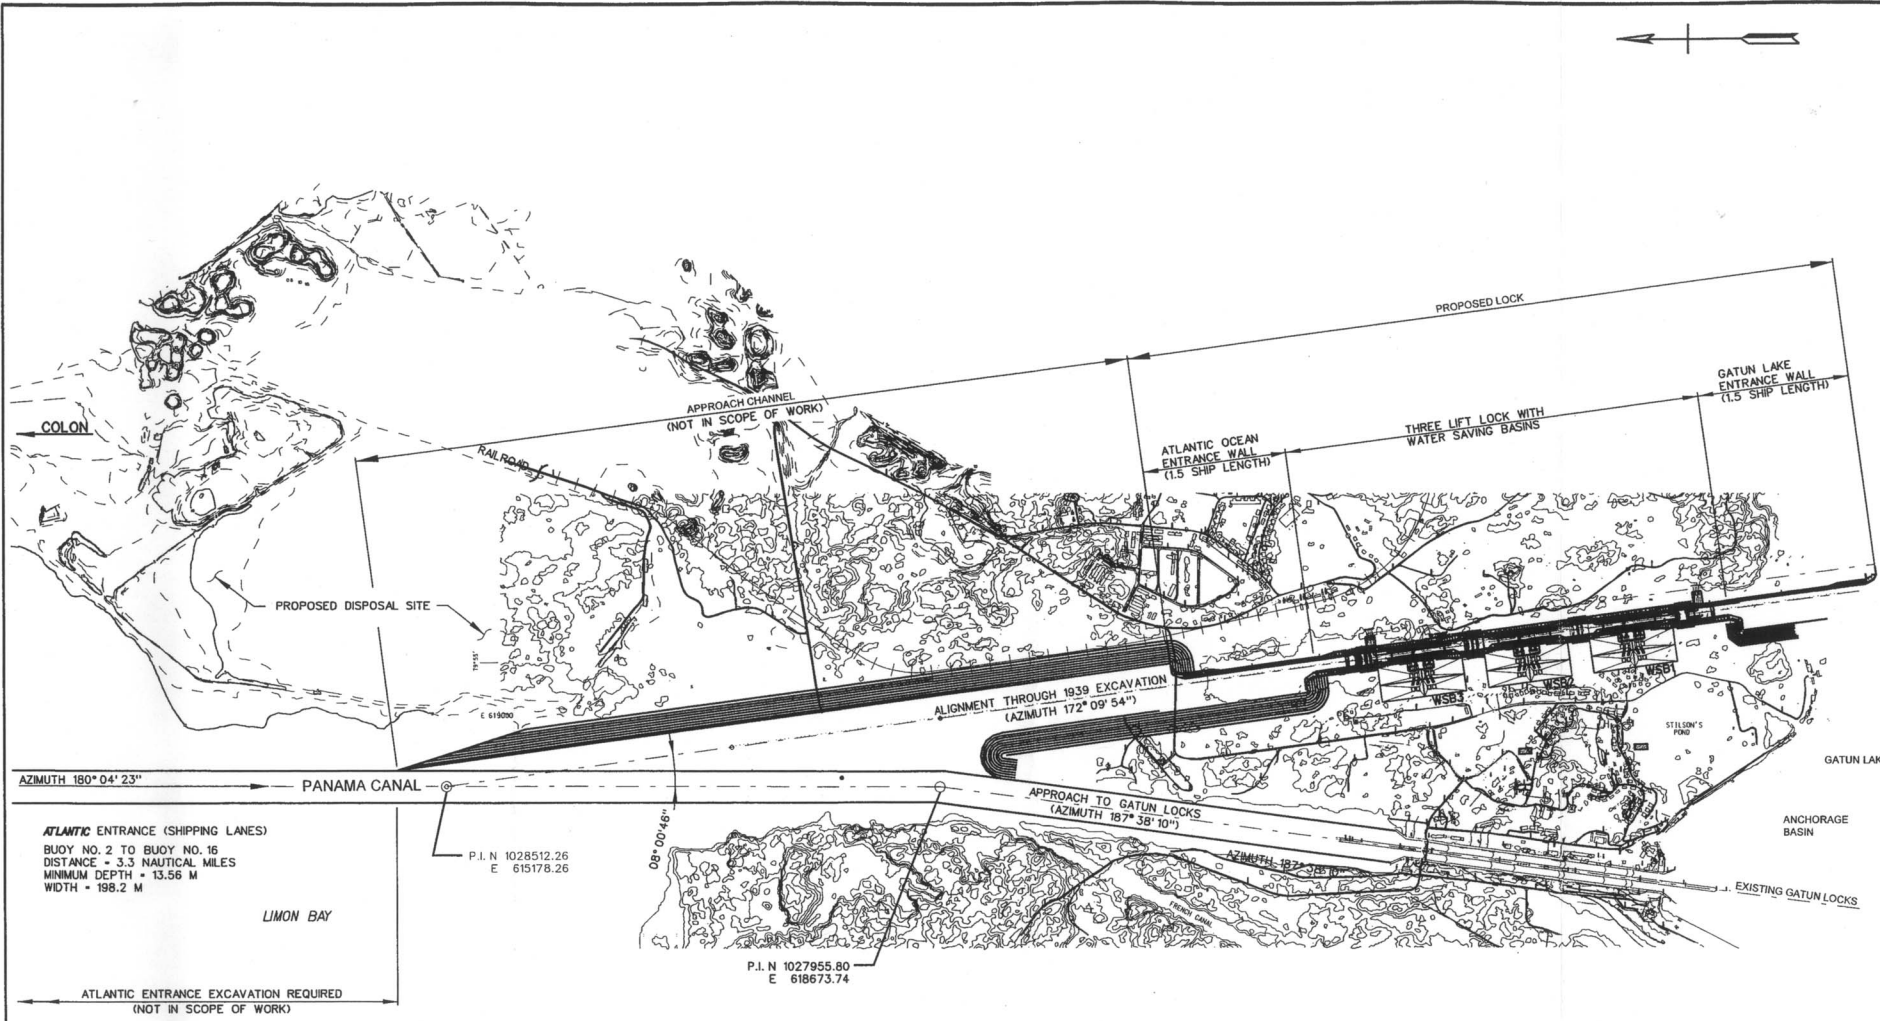 PROPOSED LOCK
GATUN LAKE
ENTRANCE WALL
(1.5 SHIP LENGTH)
APPROACH CHANNEL
(NOT IN SCOPE OF WORK)
THREE LIFT LOCK WITH
WATER SAVING BASINS
COLON
ATLANTIC OCEAN
ENTRANCE WALL
(1.5 SHIP LENGTH)
RAILROAD
PROPOSED DISPOSAL SITE
WSB1
WSB2
WSB3
ALIGNMENT THROUGH 1939 EXCAVATION
(AZIMUTH 172° 09' 54")
E 619000
STILSON'S
POND
GATUN LAK
AZIMUTH 180° 04' 23"
PANAMA CANAL
APPROACH TO GATUN LOCKS
(AZIMUTH 187° 38' 10")
ANCHORAGE
BASIN
08° 00' 46"
ATLANTIC ENTRANCE (SHIPPING LANES)
BUOY NO. 2 TO BUOY NO. 16
DISTANCE = 3.3 NAUTICAL MILES
MINIMUM DEPTH = 13.56 M
WIDTH = 198.2 M
P.I. N 1028512.26
E 615178.26
AZIMUTH 187° 38' 10"
EXISTING GATUN LOCKS
FRENCH CANAL
LIMON BAY
P.I. N 1027955.80
E 618673.74
ATLANTIC ENTRANCE EXCAVATION REQUIRED
(NOT IN SCOPE OF WORK)